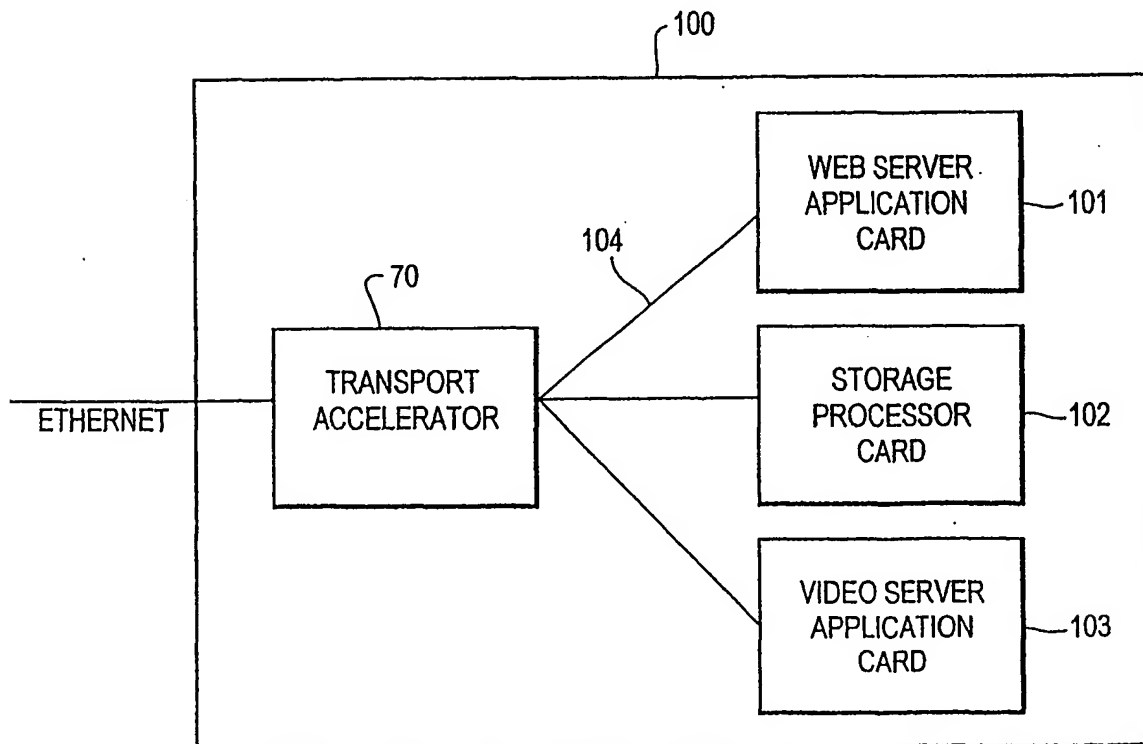 100
WEB SERVER
APPLICATION
CARD
101
104
70
TRANSPORT
ACCELERATOR
ETHERNET
STORAGE
PROCESSOR
CARD
102
VIDEO SERVER
APPLICATION
CARD
103